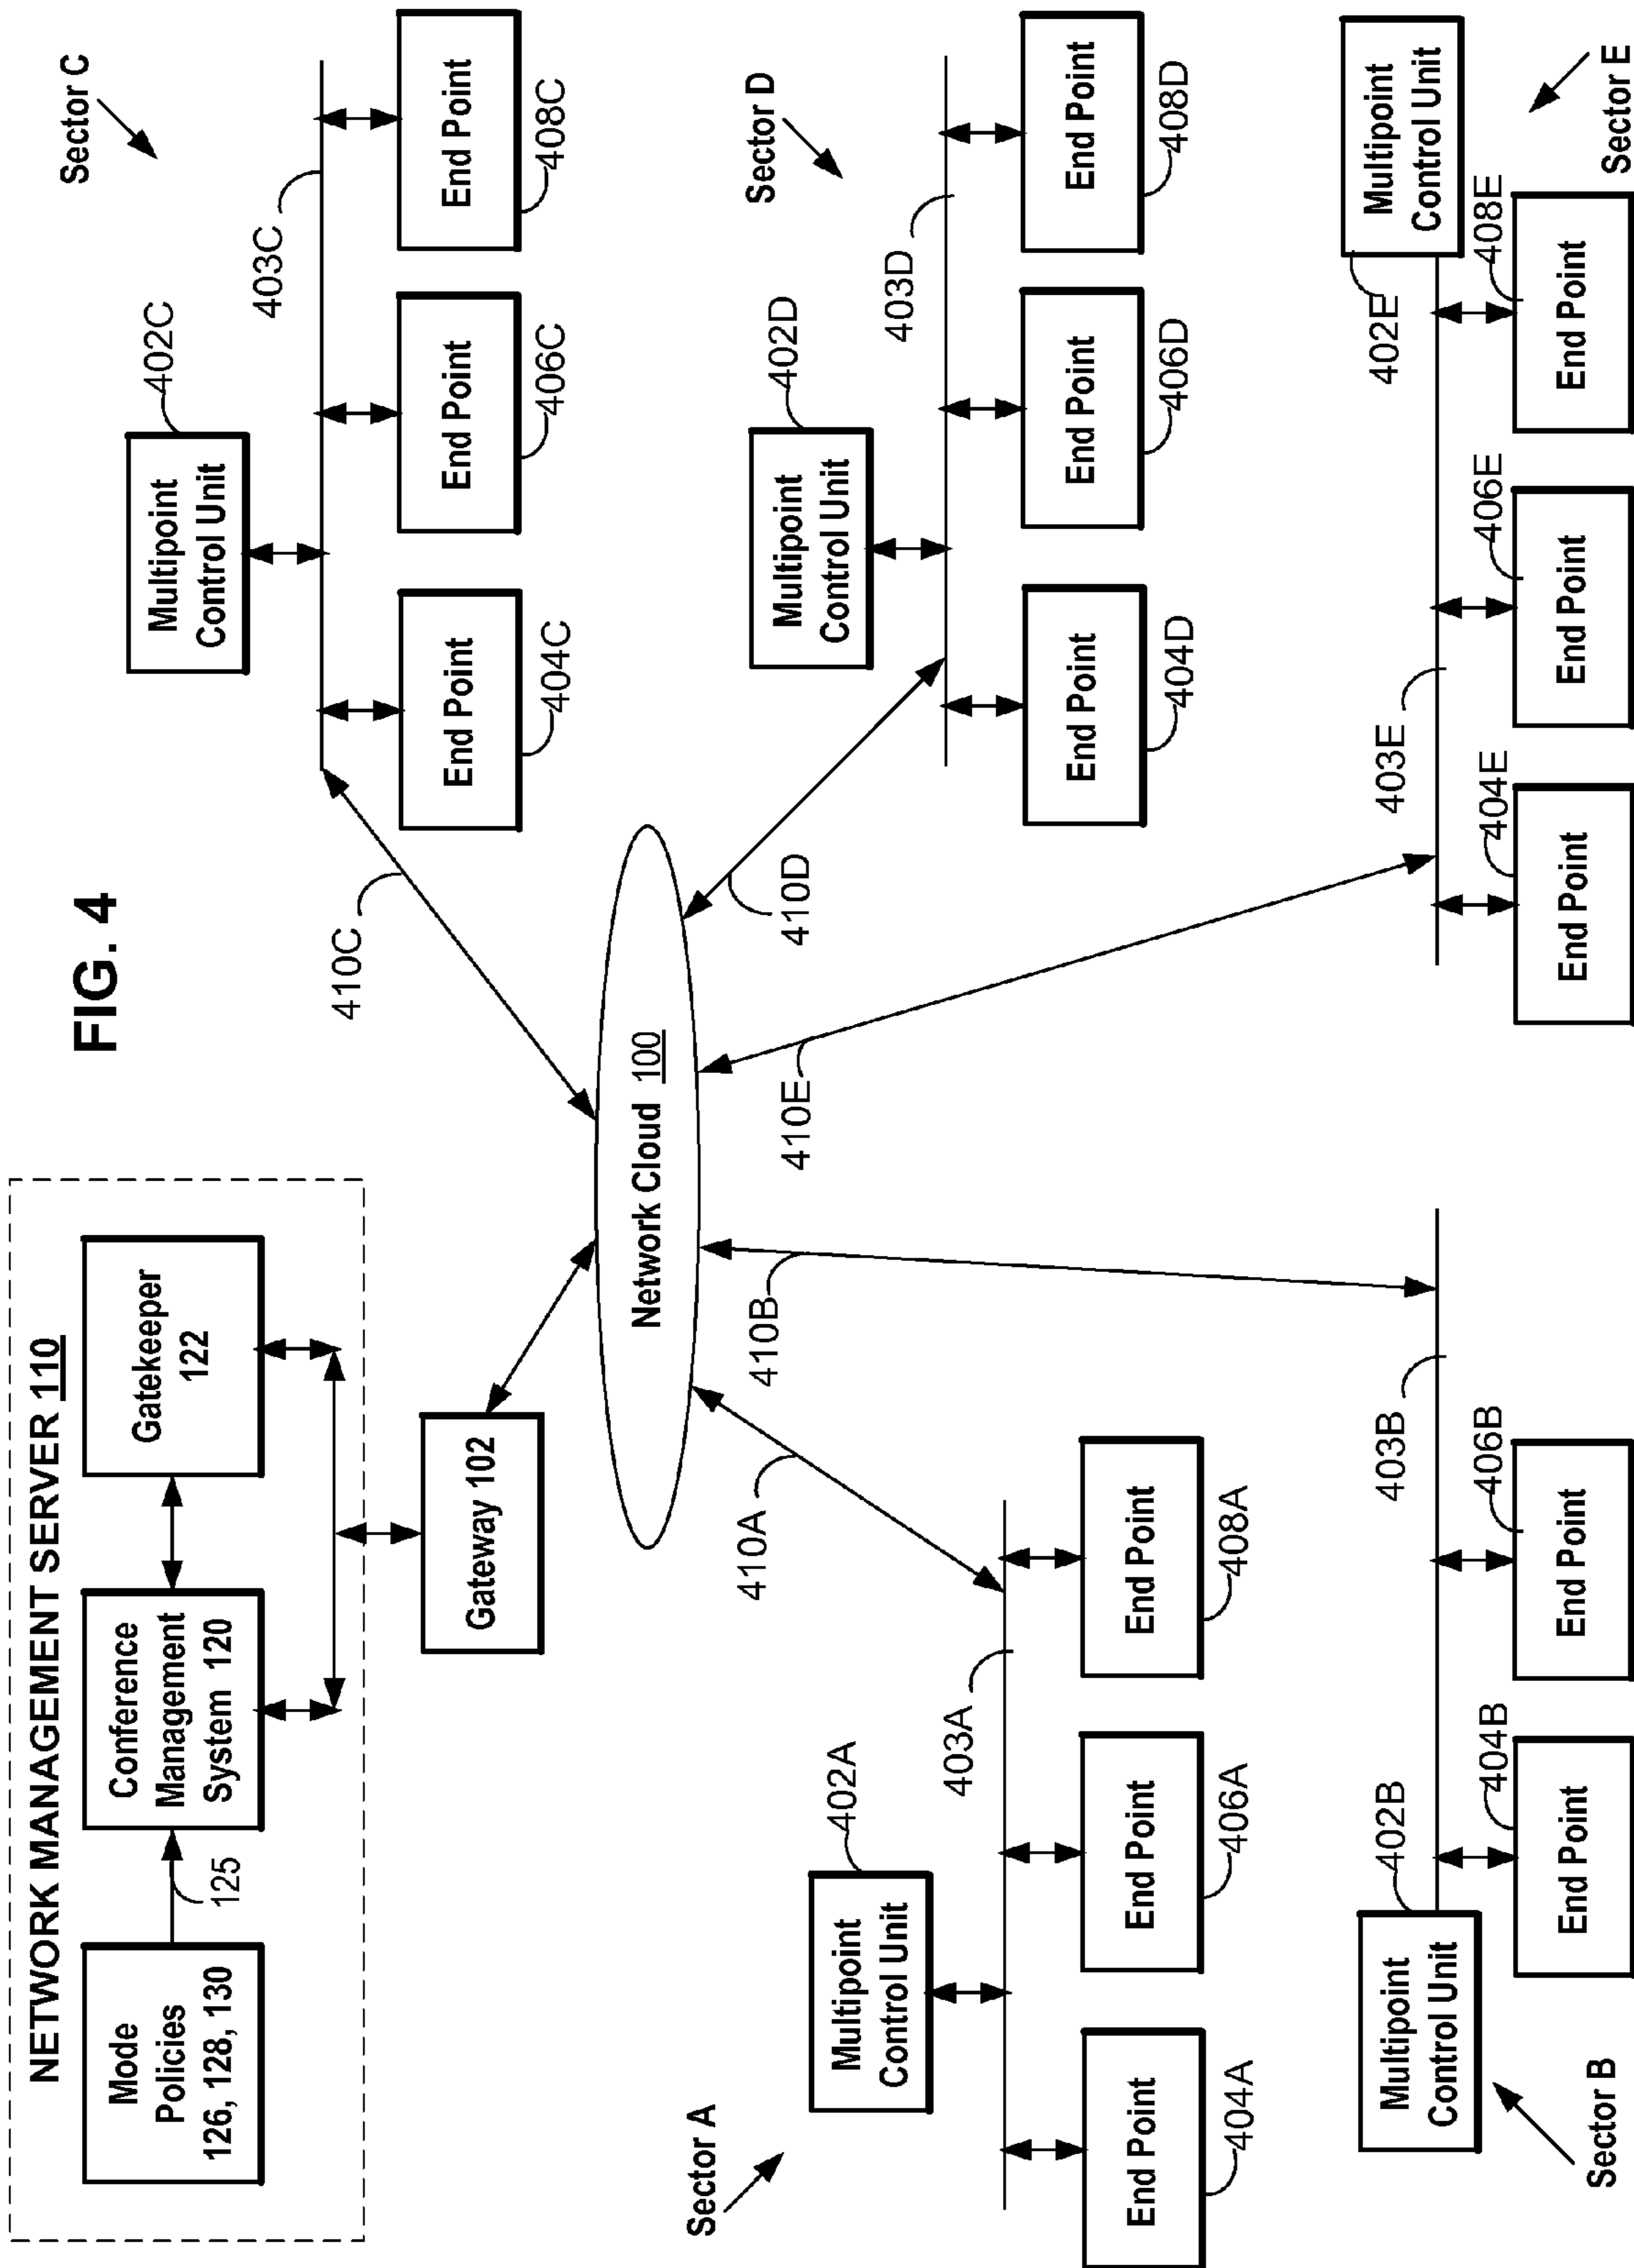 FIG. 4
NETWORK MANAGEMENT SERVER 110
Mode
Policies
126, 128, 130
125
Conference
Management
System 120
Gatekeeper
122
Gateway 102
Network Cloud 100
410A
410B
410C
410D
410E
Sector A
Multipoint
Control Unit
402A
403A
End Point
404A
End Point
406A
End Point
408A
Sector B
Multipoint
Control Unit
402B
403B
End Point
404B
End Point
406B
Sector C
Multipoint
Control Unit
402C
403C
End Point
404C
End Point
406C
End Point
408C
Sector D
Multipoint
Control Unit
402D
403D
End Point
404D
End Point
406D
End Point
408D
Sector E
Multipoint
Control Unit
402E
403E
End Point
404E
End Point
406E
End Point
408E